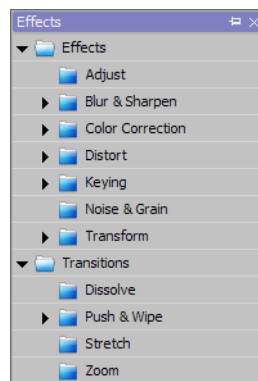 Effects
Effects
Adjust
Blur & Sharpen
Color Correction
Distort
Keying
Noise & Grain
Transform
Transitions
Dissolve
Push & Wipe
Stretch
Zoom